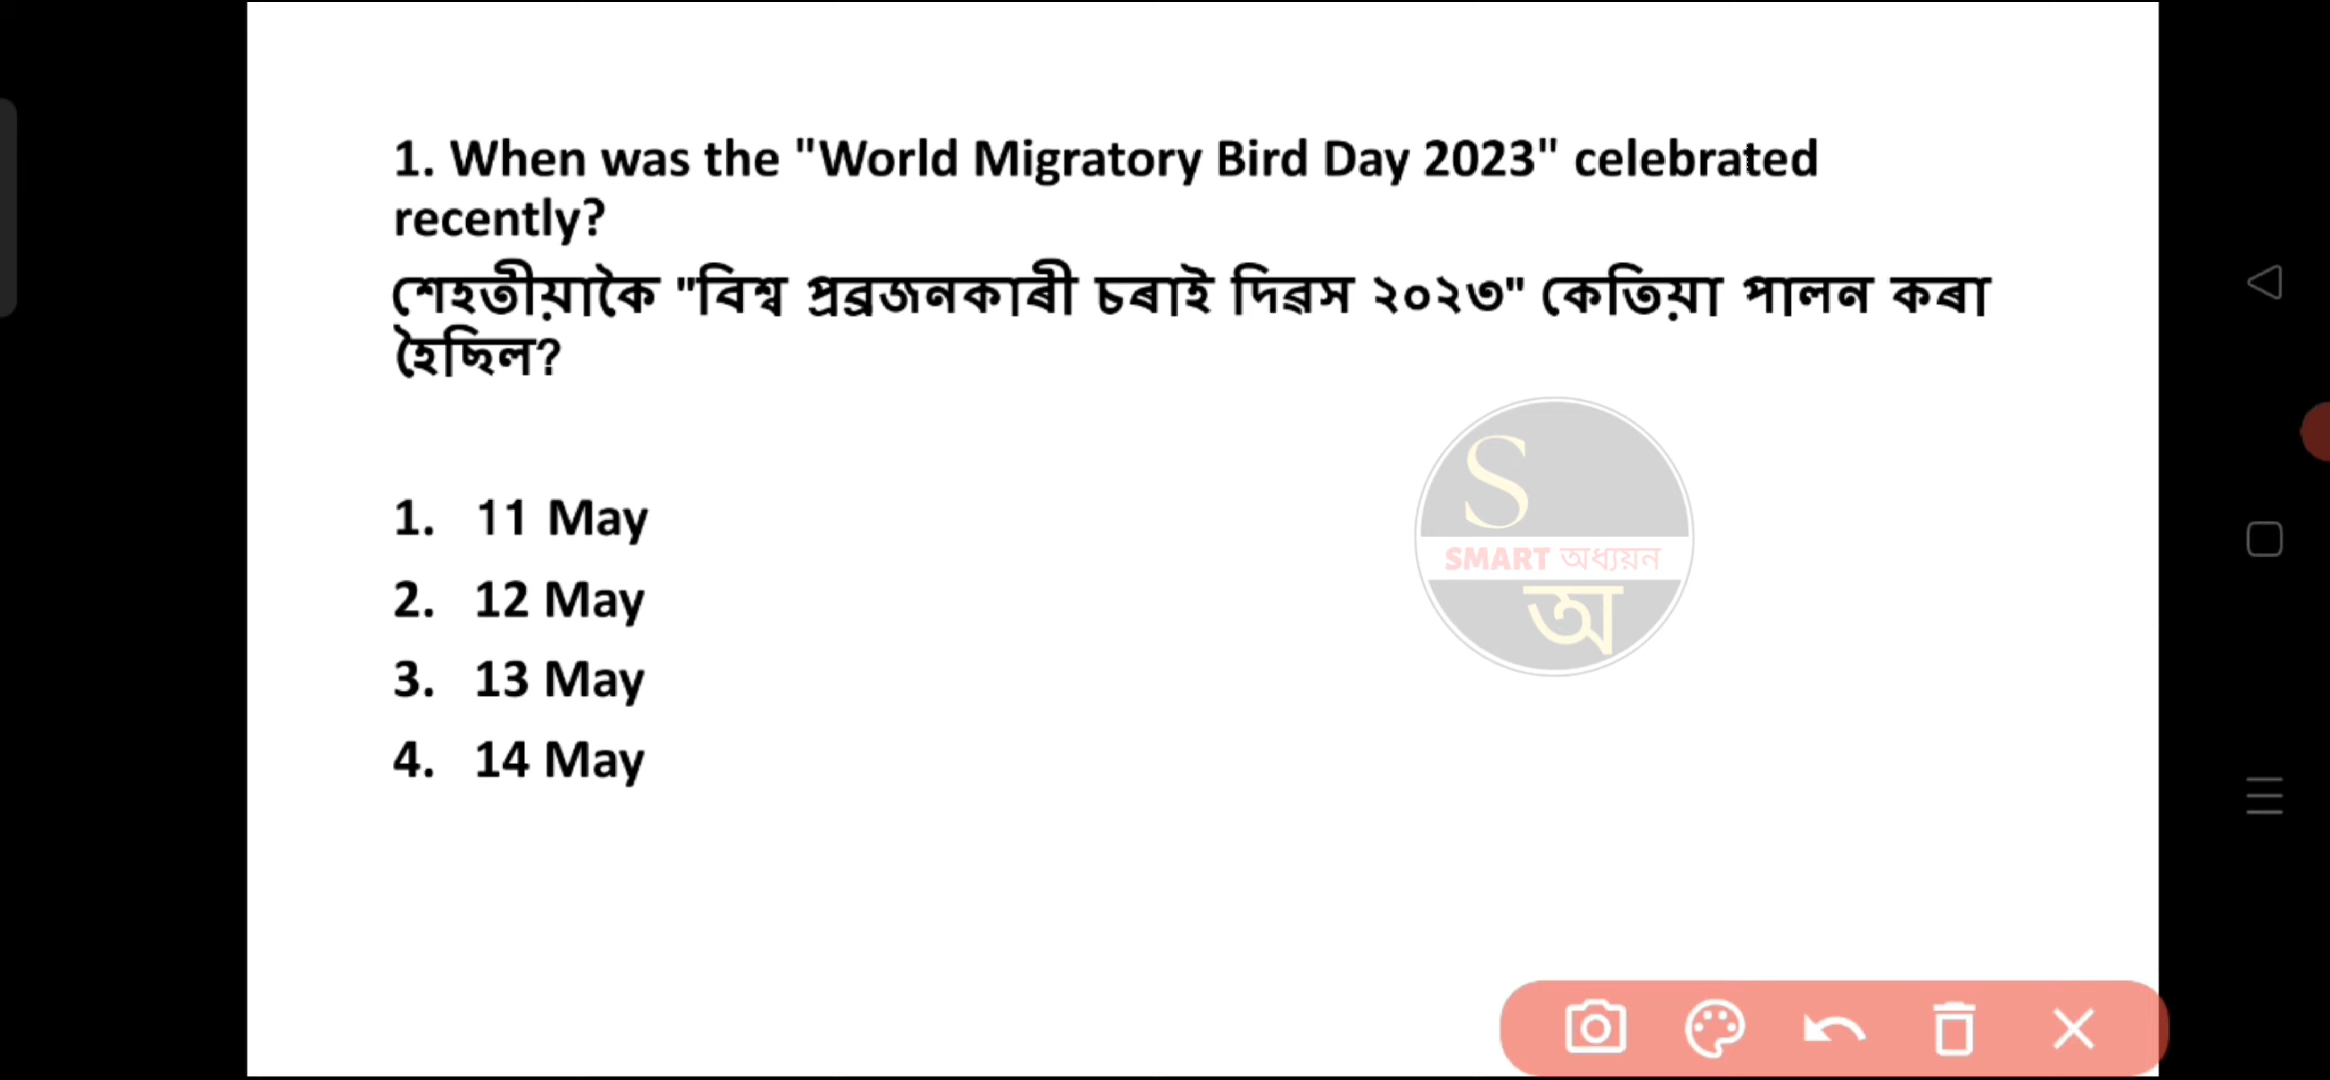 1. When was the "World Migratory Bird Day 2023" celebrated
recently?
শেহতীয়াকৈ "বিশ্ব প্ৰব্ৰজনকাৰী চৰাই দিৱস ২০২৩" কেতিয়া পালন কৰা
হৈছিল?
1. 11 May
2. 12 May
3. 13 May
4. 14 May
S
SMART অধ্যয়ন
অ